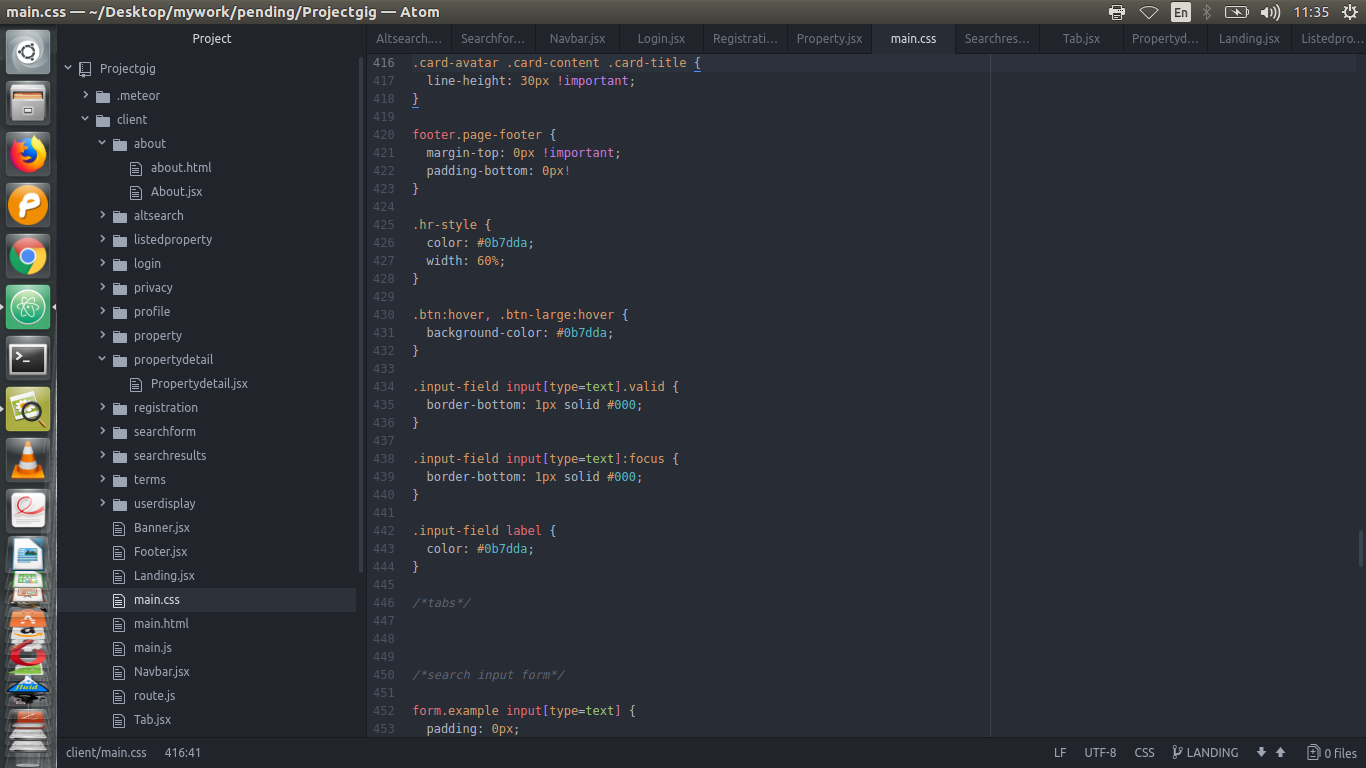 main.css — ~/Desktop/mywork/pending/Projectgig — Atom
En
11:35
Project
Altsearch.…
Searchfor…
Navbar.jsx
Login.jsx
Registrati…
Property.jsx
main.css
Searchres…
Tab.jsx
Propertyd…
Landing.jsx
Listedpro…
Projectgig
.meteor
client
about
about.html
About.jsx
altsearch
listedproperty
login
privacy
profile
property
propertydetail
Propertydetail.jsx
registration
searchform
searchresults
terms
userdisplay
Banner.jsx
Footer.jsx
Landing.jsx
main.css
main.html
main.js
Navbar.jsx
route.js
Tab.jsx
416 .card-avatar .card-content .card-title {
417   line-height: 30px !important;
418 }
419
420 footer.page-footer {
421   margin-top: 0px !important;
422   padding-bottom: 0px!
423 }
424
425 .hr-style {
426   color: #0b7dda;
427   width: 60%;
428 }
429
430 .btn:hover, .btn-large:hover {
431   background-color: #0b7dda;
432 }
433
434 .input-field input[type=text].valid {
435   border-bottom: 1px solid #000;
436 }
437
438 .input-field input[type=text]:focus {
439   border-bottom: 1px solid #000;
440 }
441
442 .input-field label {
443   color: #0b7dda;
444 }
445
446 /*tabs*/
447
448
449
450 /*search input form*/
451
452 form.example input[type=text] {
453   padding: 0px;
client/main.css 416:41
LF UTF-8 CSS LANDING 0 files